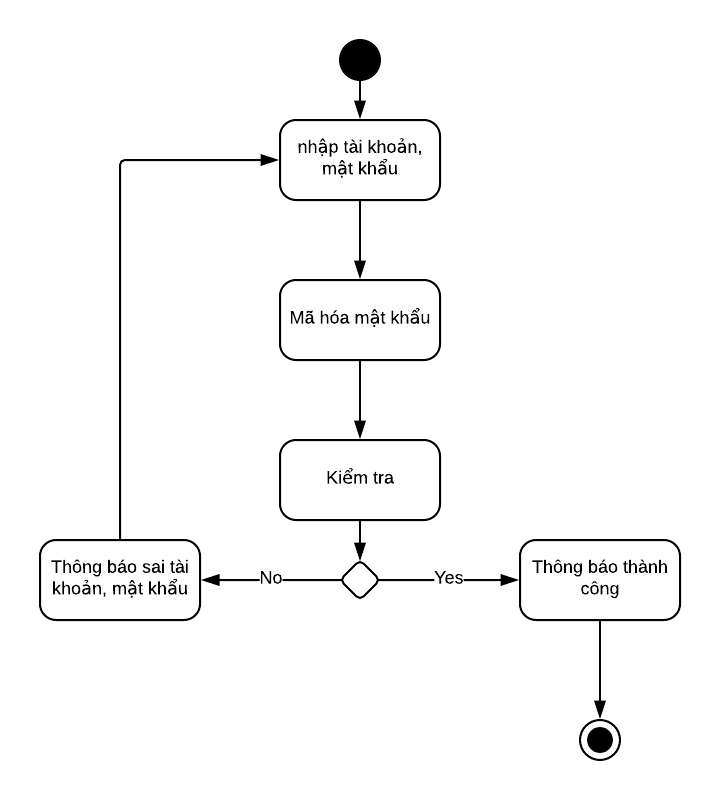 nhập tài khoản,
mật khẩu
Mã hóa mật khẩu
Kiểm tra
Thông báo sai tài
khoản, mật khẩu
No
Yes
Thông báo thành
công